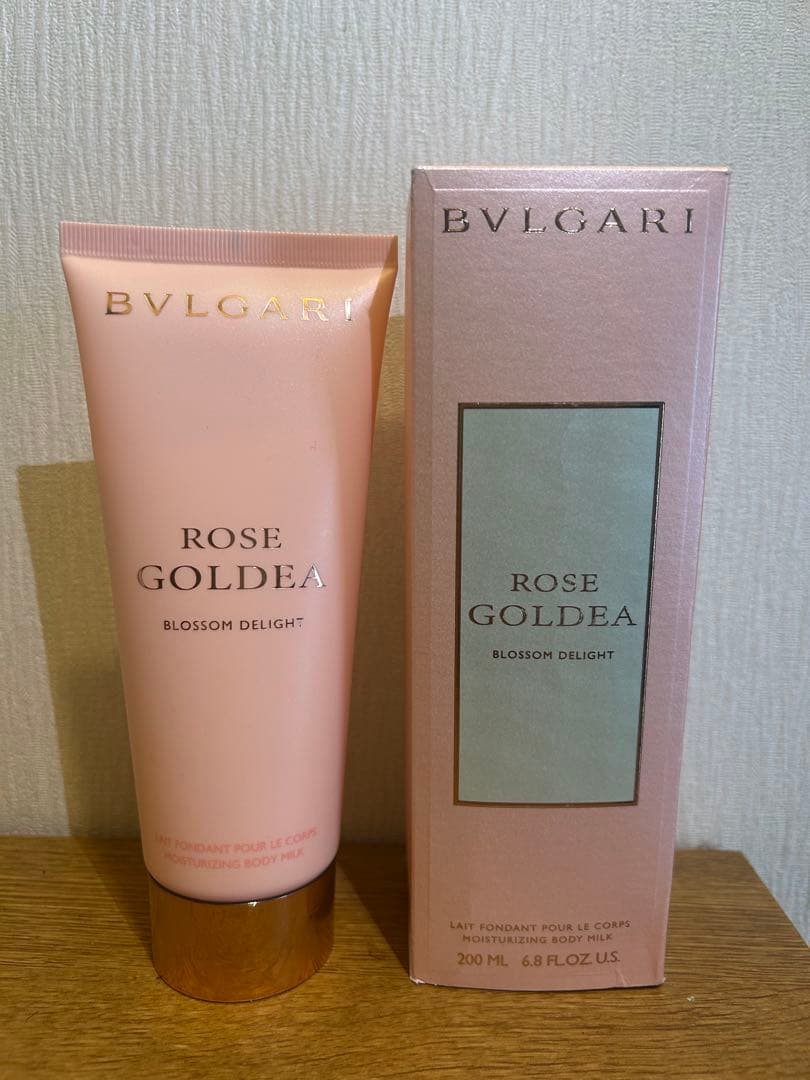 BVLGARI
ROSE
GOLDEA
BLOSSOM DELIGHT
LAIT FONDANT POUR LE CORPS
MOISTURIZING BODY MILK
BVLGARI
ROSE
GOLDEA
BLOSSOM DELIGHT
LAIT FONDANT POUR LE CORPS
MOISTURIZING BODY MILK
200 ML 6.8 FL.OZ. U.S.